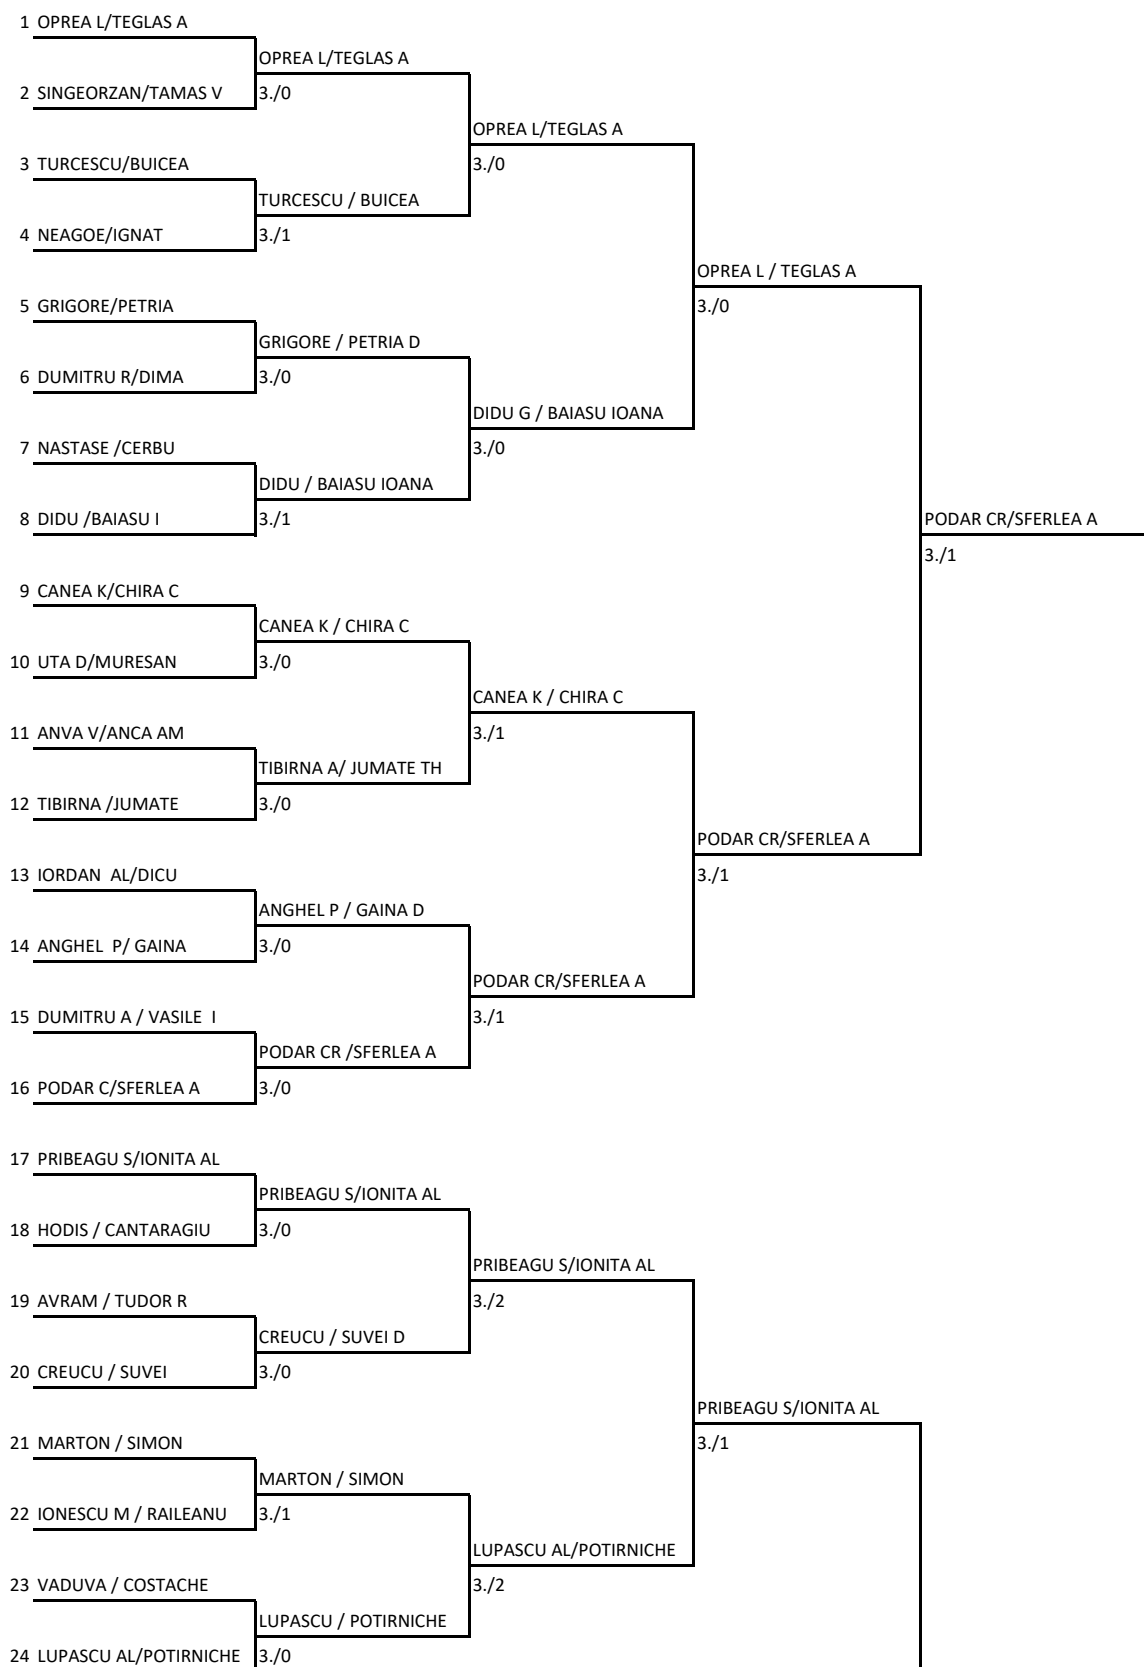 1 OPREA L/TEGLAS A
OPREA L/TEGLAS A
2 SINGEORZAN/TAMAS V 3./0
OPREA L/TEGLAS A
3 TURCESCU/BUICEA 3./0
TURCESCU / BUICEA
4 NEAGOE/IGNAT 3./1
OPREA L / TEGLAS A
5 GRIGORE/PETRIA 3./0
GRIGORE / PETRIA D
6 DUMITRU R/DIMA 3./0
DIDU G / BAIASU IOANA
7 NASTASE /CERBU 3./0
DIDU / BAIASU IOANA
8 DIDU /BAIASU I 3./1 PODAR CR/SFERLEA A
3./1
9 CANEA K/CHIRA C
CANEA K / CHIRA C
10 UTA D/MURESAN 3./0
CANEA K / CHIRA C
11 ANVA V/ANCA AM 3./1
TIBIRNA A/ JUMATE TH
12 TIBIRNA /JUMATE 3./0
PODAR CR/SFERLEA A
13 IORDAN  AL/DICU 3./1
ANGHEL P / GAINA D
14 ANGHEL  P/ GAINA 3./0
PODAR CR/SFERLEA A
15 DUMITRU A / VASILE  I 3./1
PODAR CR /SFERLEA A
16 PODAR C/SFERLEA A 3./0
17 PRIBEAGU S/IONITA AL
PRIBEAGU S/IONITA AL
18 HODIS / CANTARAGIU 3./0
PRIBEAGU S/IONITA AL
19 AVRAM / TUDOR R 3./2
CREUCU / SUVEI D
20 CREUCU / SUVEI 3./0
PRIBEAGU S/IONITA AL
21 MARTON / SIMON 3./1
MARTON / SIMON
22 IONESCU M / RAILEANU 3./1
LUPASCU AL/POTIRNICHE
23 VADUVA / COSTACHE 3./2
LUPASCU / POTIRNICHE
24 LUPASCU AL/POTIRNICHE 3./0